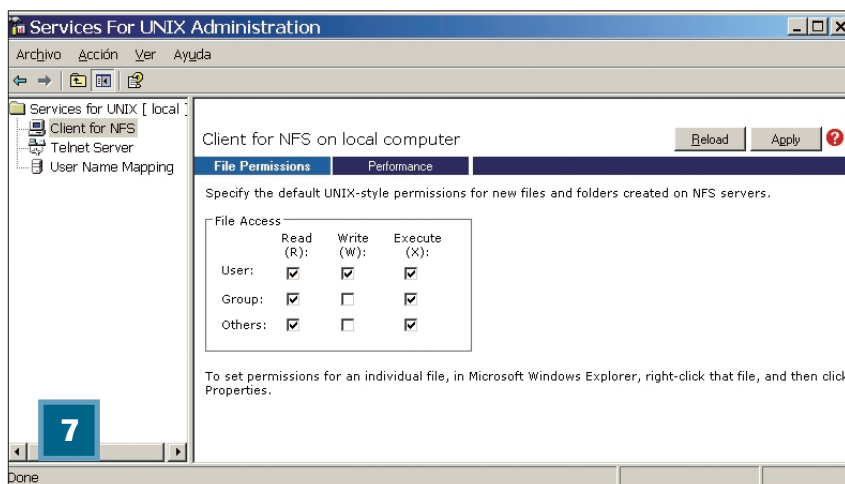 Services For UNIX Administration
Archivo Acción Ver Ayuda
Services for UNIX [ local ]
Client for NFS
Telnet Server
User Name Mapping
Client for NFS on local computer
Reload Apply
File Permissions Performance
Specify the default UNIX-style permissions for new files and folders created on NFS servers.
File Access
Read (R): Write (W): Execute (X):
User:
Group:
Others:
To set permissions for an individual file, in Microsoft Windows Explorer, right-click that file, and then click
Properties.
7
Done